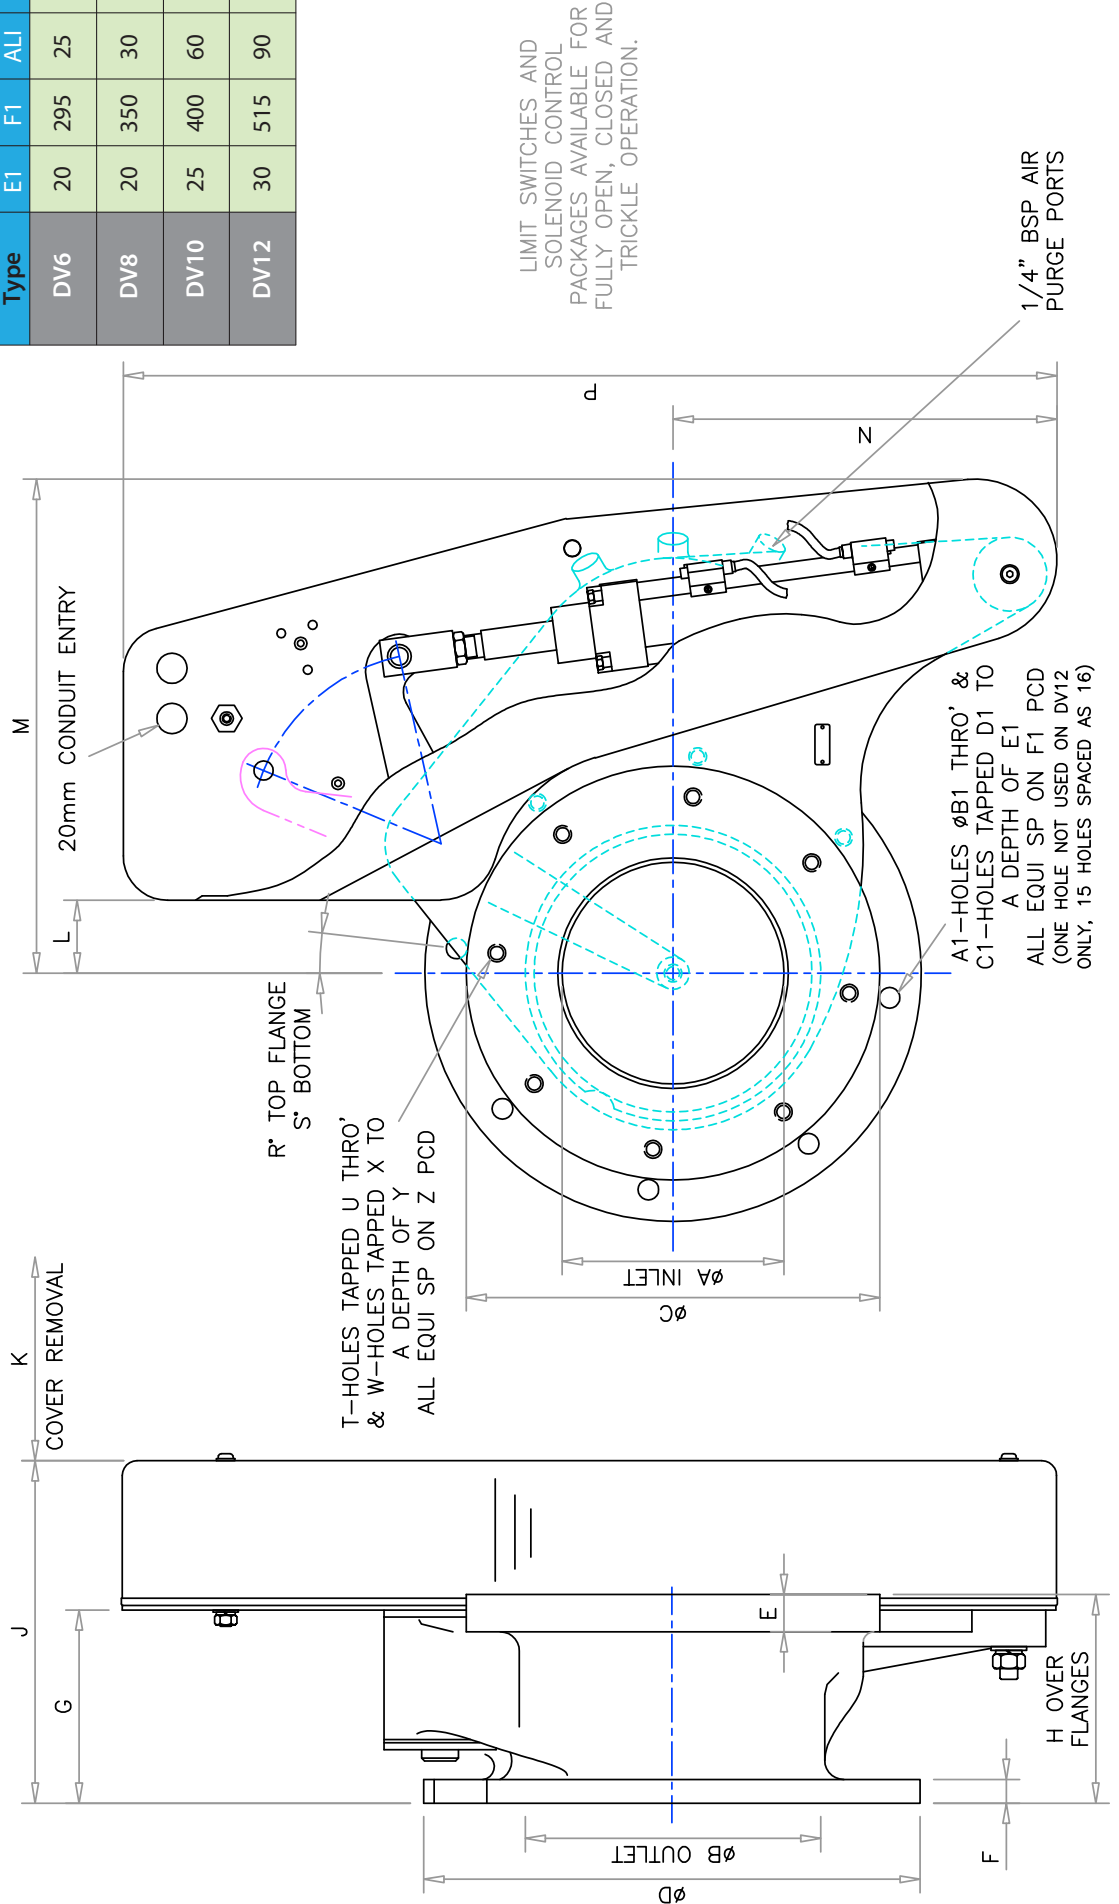 Type E1 F1 ALI
DV6 20 295 25
DV8 20 350 30
DV10 25 400 60
DV12 30 515 90
LIMIT SWITCHES AND
SOLENOID CONTROL
PACKAGES AVAILABLE FOR
FULLY OPEN, CLOSED AND
TRICKLE OPERATION.
1/4" BSP AIR
PURGE PORTS
P
N
M
L
20mm CONDUIT ENTRY
R° TOP FLANGE
S° BOTTOM
A1-HOLES øB1 THRO' &
C1-HOLES TAPPED D1 TO
A DEPTH OF E1
ALL EQUI SP ON F1 PCD
(ONE HOLE NOT USED ON DV12
ONLY, 15 HOLES SPACED AS 16)
T-HOLES TAPPED U THRO'
& W-HOLES TAPPED X TO
A DEPTH OF Y
ALL EQUI SP ON Z PCD
øA INLET
øC
K
COVER REMOVAL
J
G
E
H OVER
FLANGES
F
øB OUTLET
øD